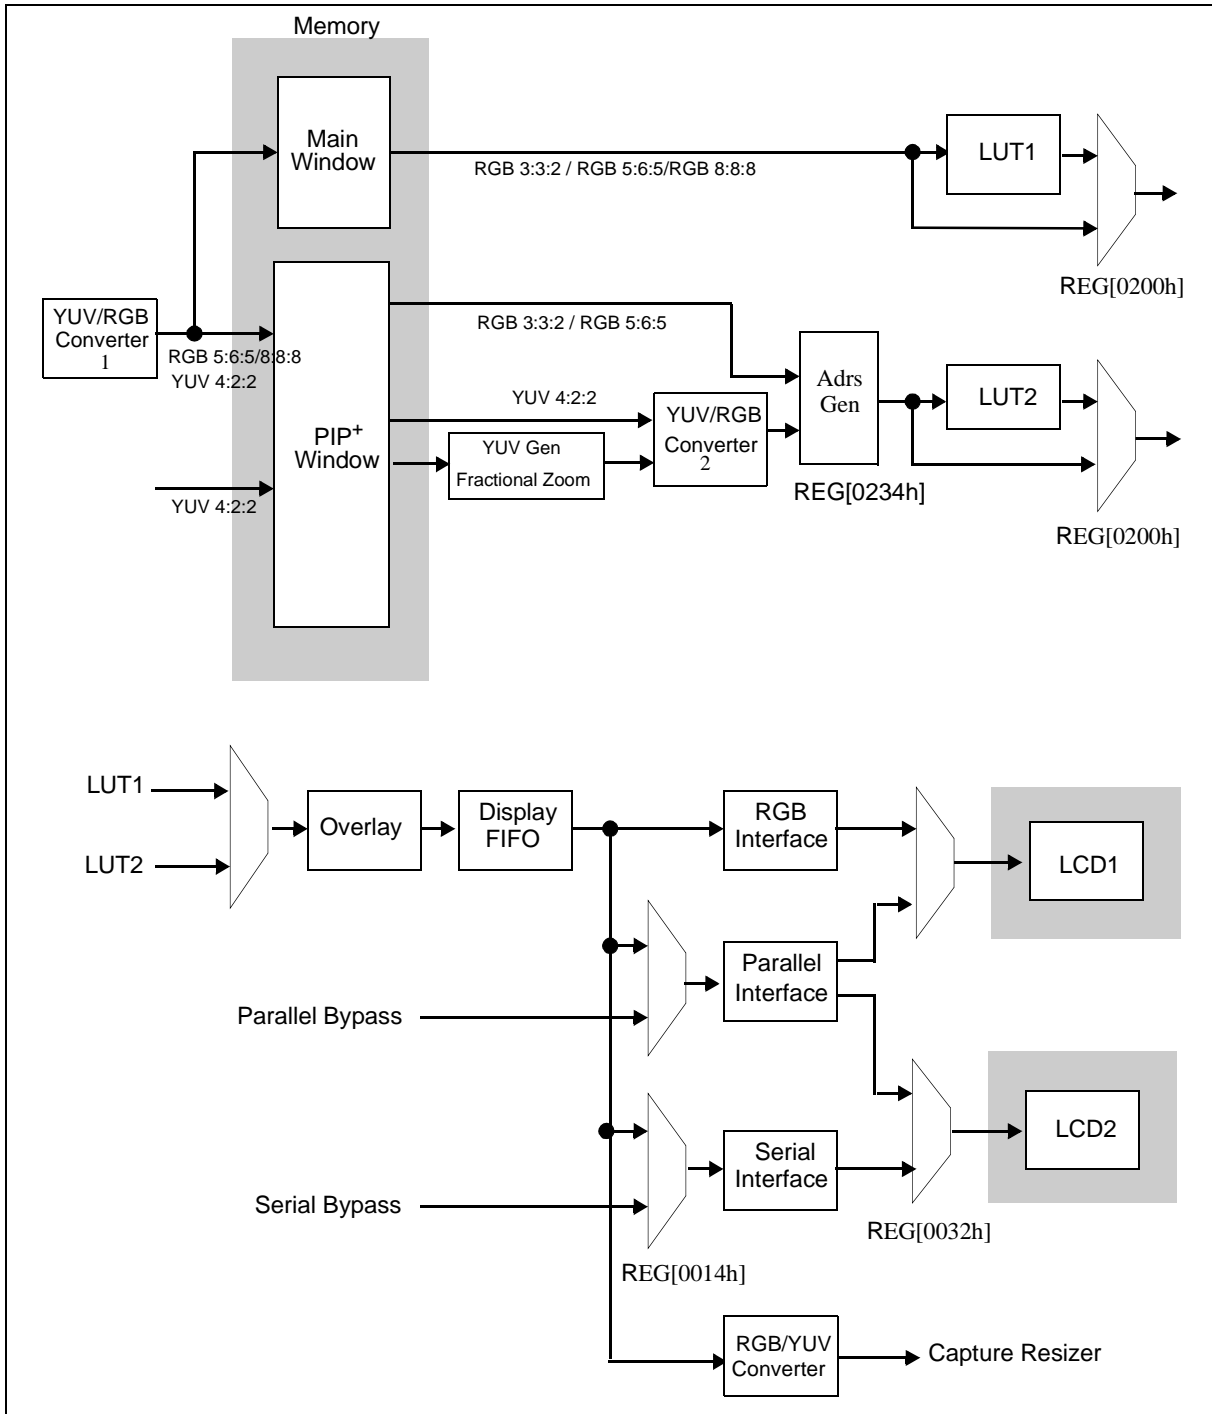 Memory
Main
Window
RGB 3:3:2 / RGB 5:6:5/RGB 8:8:8
LUT1
REG[0200h]
YUV/RGB
Converter
1
RGB 5:6:5/8:8:8
YUV 4:2:2
YUV 4:2:2
PIP+
Window
RGB 3:3:2 / RGB 5:6:5
YUV 4:2:2
YUV Gen
Fractional Zoom
YUV/RGB
Converter
2
Adrs
Gen
REG[0234h]
LUT2
REG[0200h]
LUT1
LUT2
Overlay
Display
FIFO
RGB
Interface
LCD1
Parallel Bypass
Parallel
Interface
Serial Bypass
Serial
Interface
LCD2
REG[0032h]
REG[0014h]
RGB/YUV
Converter
Capture Resizer